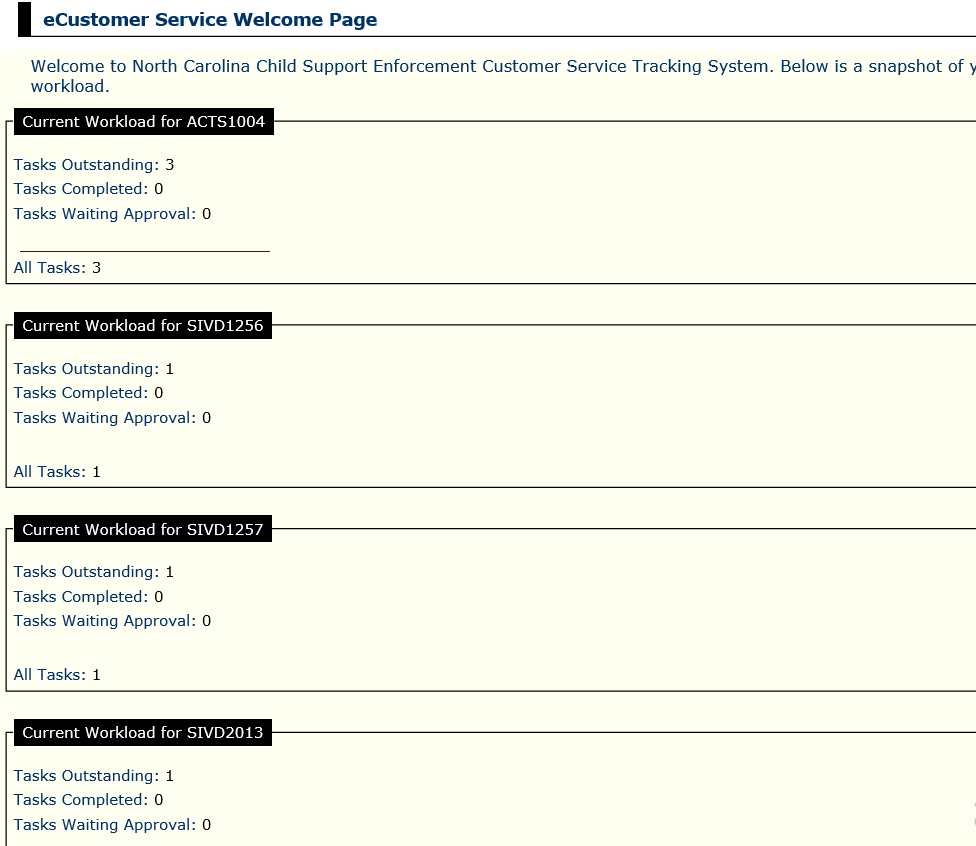 eCustomer Service Welcome Page
Welcome to North Carolina Child Support Enforcement Customer Service Tracking System. Below is a snapshot of
workload.
Current Workload for ACTS1004
Tasks Outstanding: 3
Tasks Completed: 0
Tasks Waiting Approval: 0
All Tasks: 3
Current Workload for SIVD1256
Tasks Outstanding: 1
Tasks Completed: 0
Tasks Waiting Approval: 0
All Tasks: 1
Current Workload for SIVD1257
Tasks Outstanding: 1
Tasks Completed: 0
Tasks Waiting Approval: 0
All Tasks: 1
Current Workload for SIVD2013
Tasks Outstanding: 1
Tasks Completed: 0
Tasks Waiting Approval: 0